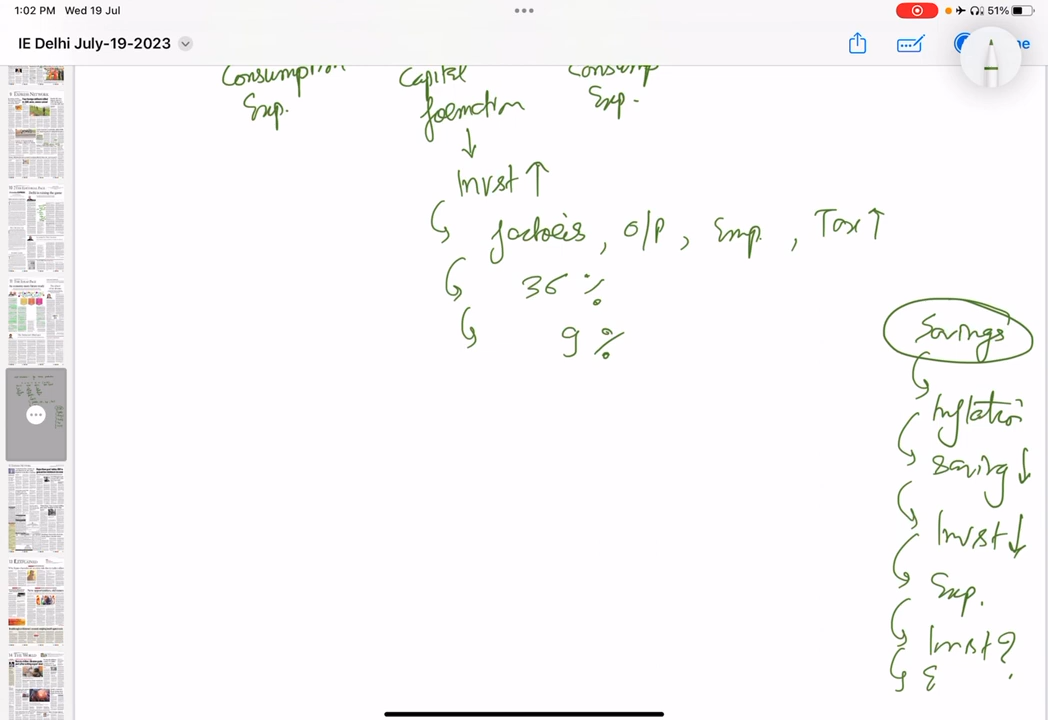 1:02 PM Wed 19 Jul
51%
IE Delhi July-19-2023
Consumption Capital Consump
Exp. formation Exp.
Invst ↑
factories, O/P, Emp., Tax ↑
36 %
9 %
Savings
Inflation
Saving ↓
Invst ↓
Exp.
Invst?